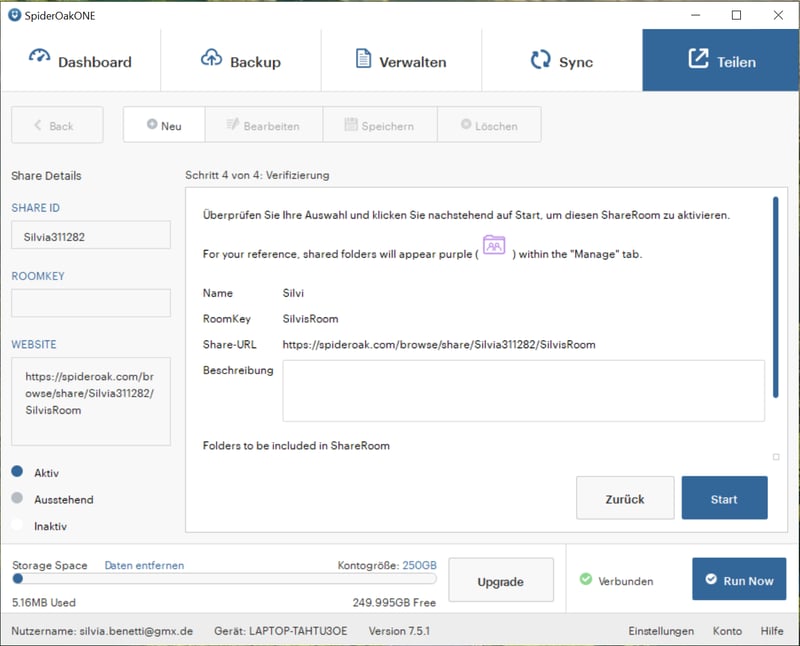 SpiderOakONE
Dashboard
Backup
Verwalten
Sync
Teilen
Back
Neu
Bearbeiten
Speichern
Löschen
Share Details
Schritt 4 von 4: Verifizierung
SHARE ID
Silvia311282
ROOMKEY
WEBSITE
https://spideroak.com/br
owse/share/Silvia311282/
SilvisRoom
Aktiv
Ausstehend
Inaktiv
Überprüfen Sie Ihre Auswahl und klicken Sie nachstehend auf Start, um diesen ShareRoom zu aktivieren.
For your reference, shared folders will appear purple ( ) within the "Manage" tab.
Name Silvi
RoomKey SilvisRoom
Share-URL https://spideroak.com/browse/share/Silvia311282/SilvisRoom
Beschreibung
Folders to be included in ShareRoom
Zurück
Start
Storage Space Daten entfernen Kontogröße: 250GB
5.16MB Used 249.995GB Free
Upgrade
Verbunden
Run Now
Nutzername: silvia.benetti@gmx.de Gerät: LAPTOP-TAHTU3OE Version 7.5.1 Einstellungen Konto Hilfe